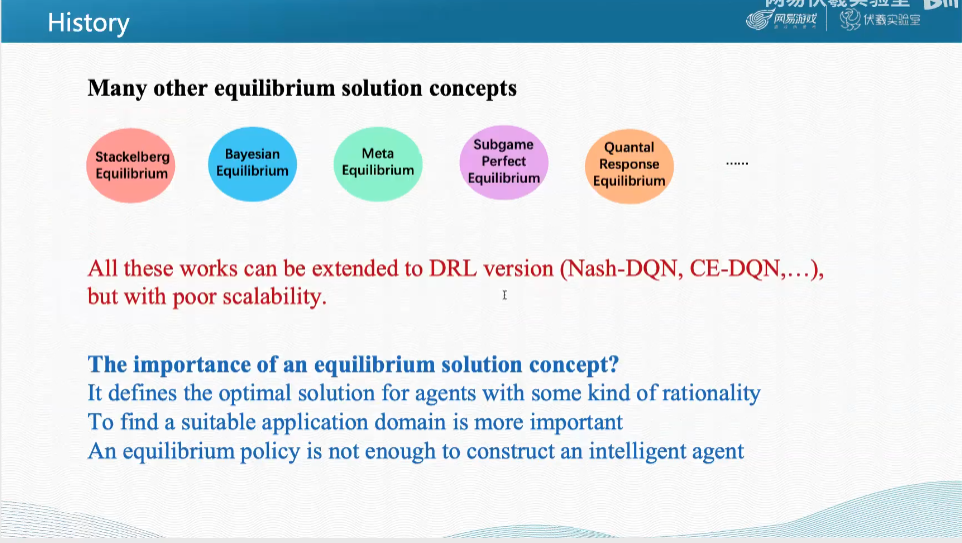 History
网易伏羲实验室
网易游戏
伏羲实验室
Many other equilibrium solution concepts
Stackelberg
Equilibrium
Bayesian
Equilibrium
Meta
Equilibrium
Subgame
Perfect
Equilibrium
Quantal
Response
Equilibrium
......
All these works can be extended to DRL version (Nash-DQN, CE-DQN,…),
but with poor scalability.
The importance of an equilibrium solution concept?
It defines the optimal solution for agents with some kind of rationality
To find a suitable application domain is more important
An equilibrium policy is not enough to construct an intelligent agent